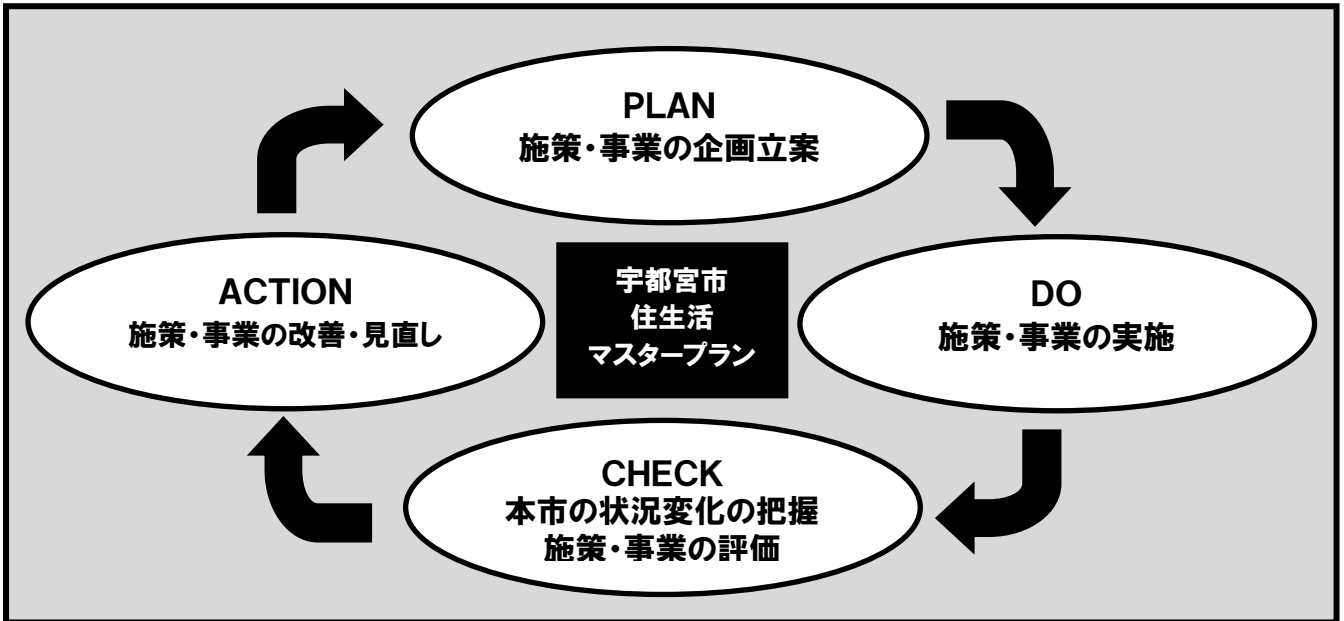 PLAN
施策・事業の企画立案
ACTION
施策・事業の改善・見直し
宇都宮市
住生活
マスタープラン
DO
施策・事業の実施
CHECK
本市の状況変化の把握
施策・事業の評価